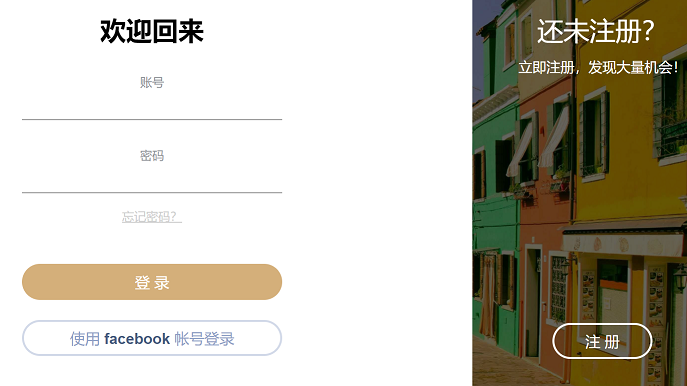 欢迎回来
账号
密码
忘记密码？
登 录
使用 facebook 帐号登录
还未注册？
立即注册，发现大量机会！
注 册